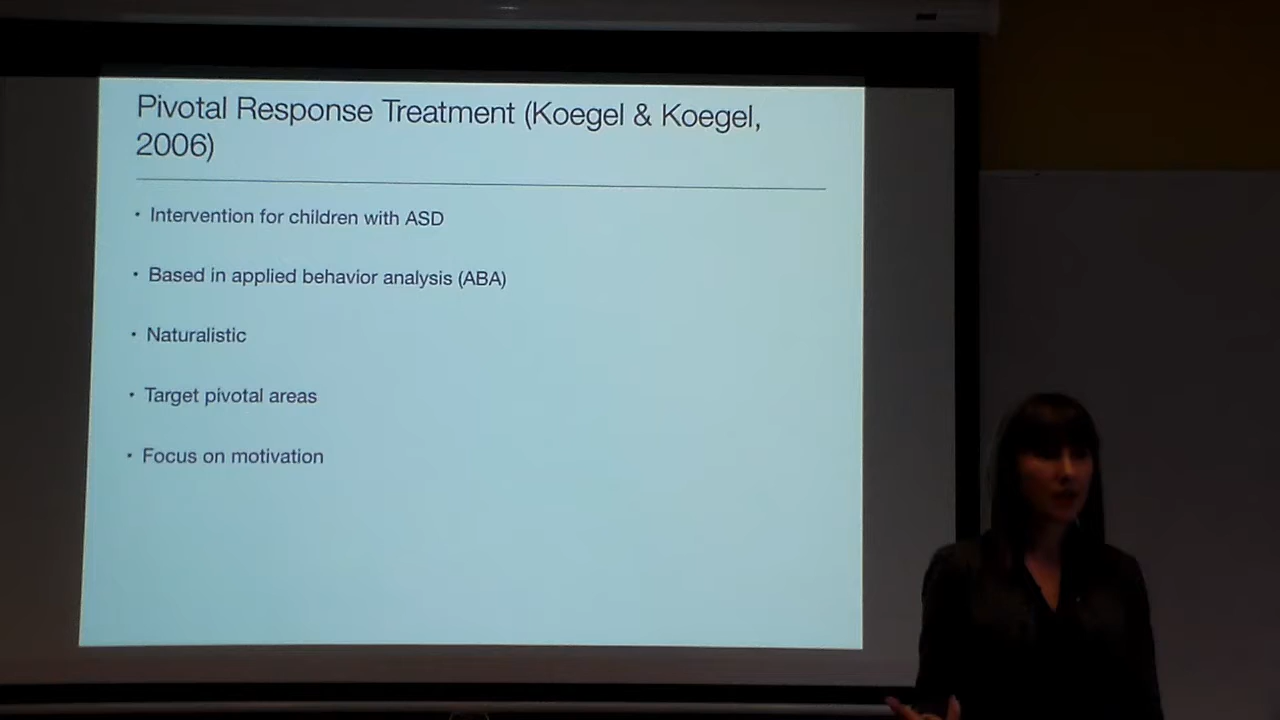 Pivotal Response Treatment (Koegel & Koegel,
2006)
• Intervention for children with ASD
• Based in applied behavior analysis (ABA)
• Naturalistic
• Target pivotal areas
• Focus on motivation